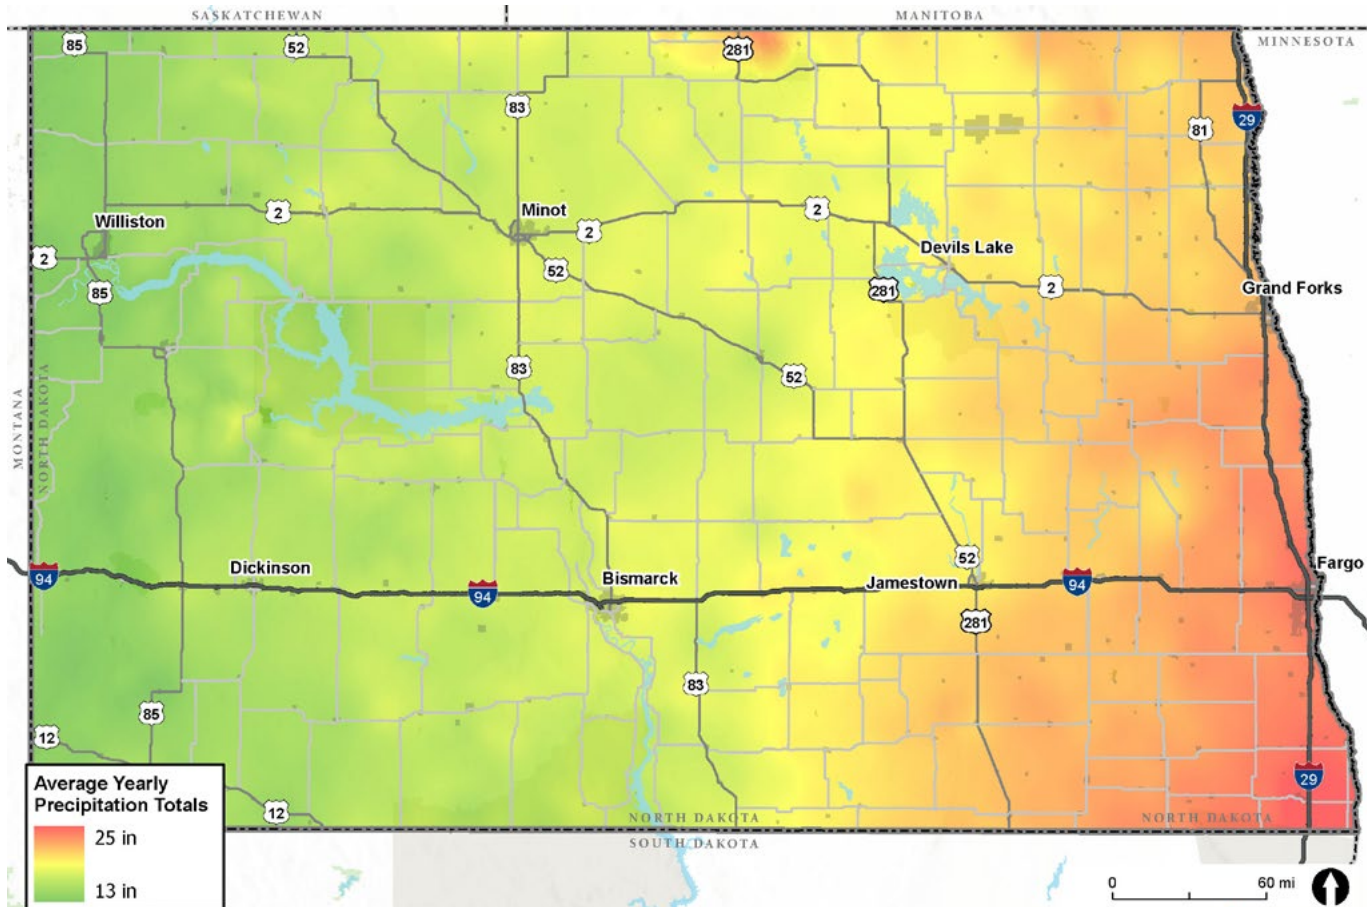 SASKATCHEWAN
MANITOBA
MINNESOTA
85
52
281
83
29
81
2
Williston
Minot
2
2
2
52
Devils Lake
85
281
2
Grand Forks
83
52
MONTANA
NORTH DAKOTA
94
Dickinson
94
Bismarck
52
Jamestown
94
Fargo
281
83
85
12
29
12
Average Yearly
Precipitation Totals
25 in
13 in
NORTH DAKOTA
SOUTH DAKOTA
NORTH DAKOTA
0
60 mi